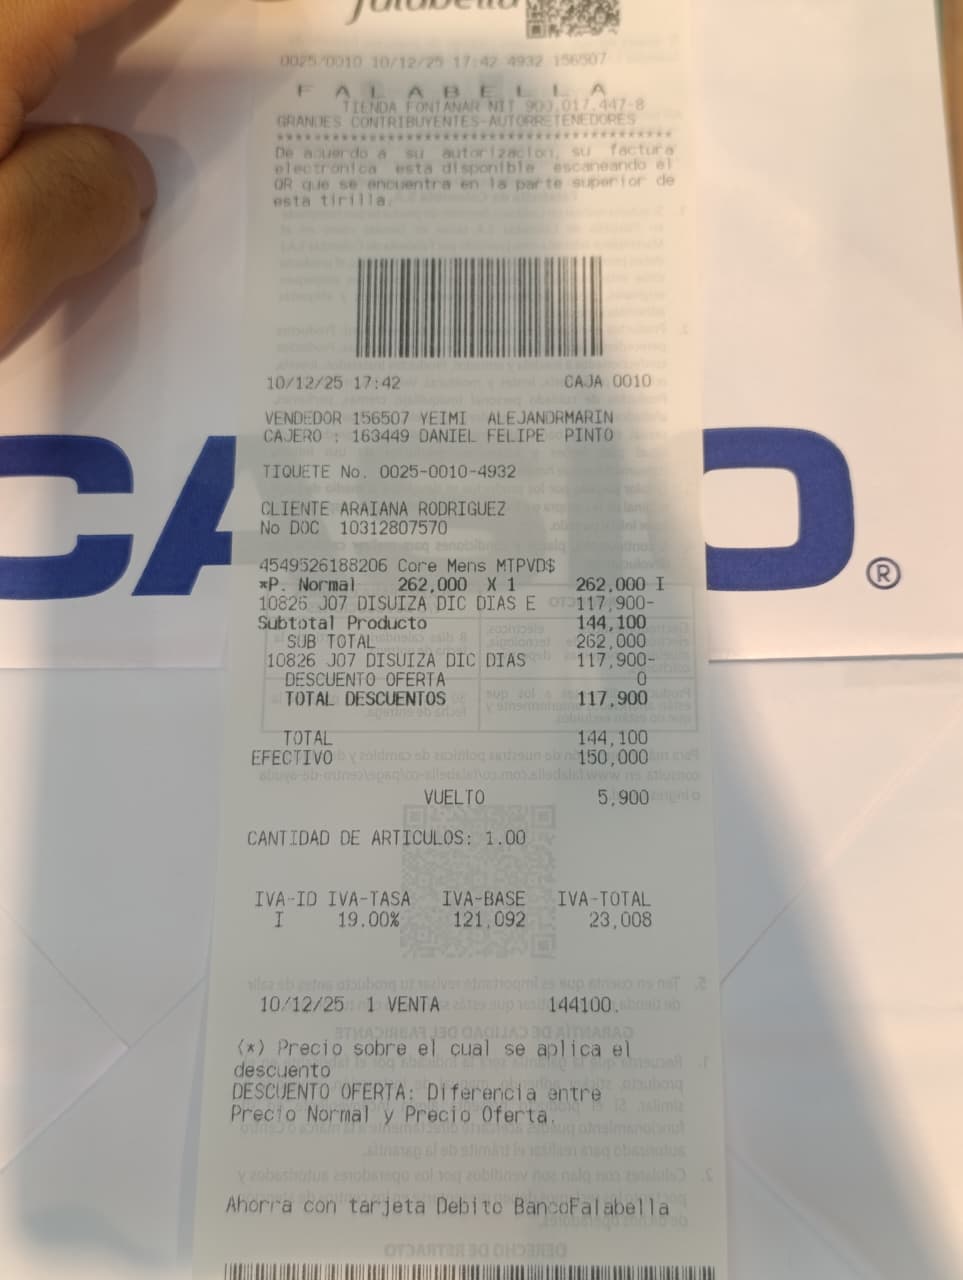 falabella
0025 0010 10/12/25 17:42 4932 156507
F A L A B E L L A
TIENDA FONTANAR NIT 900,017,447-8
GRANDES CONTRIBUYENTES-AUTORRETENEDORES
De acuerdo a su autorizacion, su factura
electronica esta disponible escaneando el
QR que se encuentra en la parte superior de
esta tirilla.
10/12/25 17:42 CAJA 0010
VENDEDOR 156507 YEIMI ALEJANDRMARIN
CAJERO : 163449 DANIEL FELIPE PINTO
TIQUETE No. 0025-0010-4932
CLIENTE ARAIANA RODRIGUEZ
No DOC 10312807570
4549526188206 Core Mens MTPVD$
*P. Normal 262,000 X 1 262,000 I
10826 J07 DISUIZA DIC DIAS E 117,900-
Subtotal Producto 144,100
SUB TOTAL 262,000
10826 J07 DISUIZA DIC DIAS 117,900-
DESCUENTO OFERTA 0
TOTAL DESCUENTOS 117,900
TOTAL 144,100
EFECTIVO 150,000
VUELTO 5,900
CANTIDAD DE ARTICULOS: 1.00
IVA-ID IVA-TASA IVA-BASE IVA-TOTAL
I 19.00% 121,092 23,008
10/12/25 1 VENTA 144100.
(*) Precio sobre el cual se aplica el
descuento
DESCUENTO OFERTA: Diferencia entre
Precio Normal y Precio Oferta.
Ahorra con tarjeta Debito BancoFalabella
CA O ®